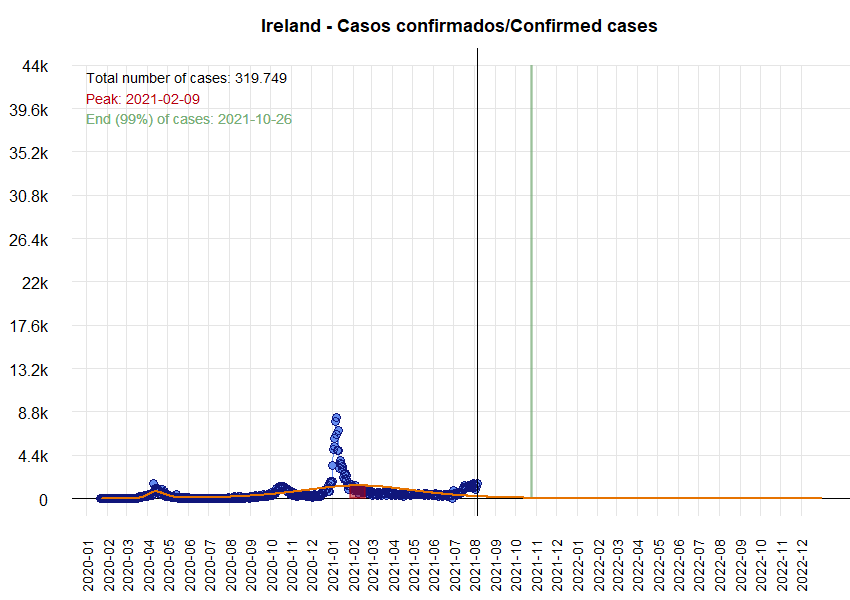 Ireland - Casos confirmados/Confirmed cases
44k
Total number of cases: 319.749
Peak: 2021-02-09
39.6k
End (99%) of cases: 2021-10-26
35.2k
30.8k
26.4k
22k
17.6k
13.2k
8.8k
4.4k
0
2020-01
2020-02
2020-03
2020-04
2020-05
2020-06
2020-07
2020-08
2020-09
2020-10
2020-11
2020-12
2021-01
2021-02
2021-03
2021-04
2021-05
2021-06
2021-07
2021-08
2021-09
2021-10
2021-11
2021-12
2022-01
2022-02
2022-03
2022-04
2022-05
2022-06
2022-07
2022-08
2022-09
2022-10
2022-11
2022-12